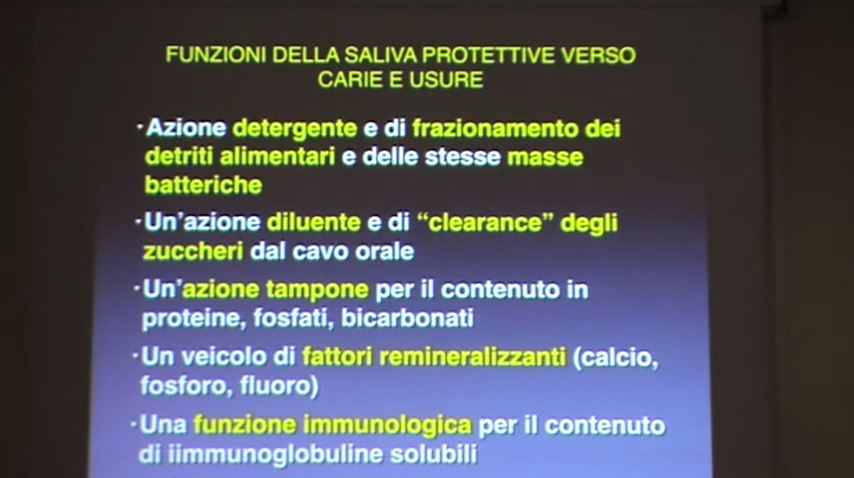 FUNZIONI DELLA SALIVA PROTETTIVE VERSO
CARIE E USURE
·Azione detergente e di frazionamento dei
detriti alimentari e delle stesse masse
batteriche
·Un'azione diluente e di “clearance” degli
zuccheri dal cavo orale
·Un'azione tampone per il contenuto in
proteine, fosfati, bicarbonati
·Un veicolo di fattori remineralizzanti (calcio,
fosforo, fluoro)
·Una funzione immunologica per il contenuto
di iimmunoglobuline solubili